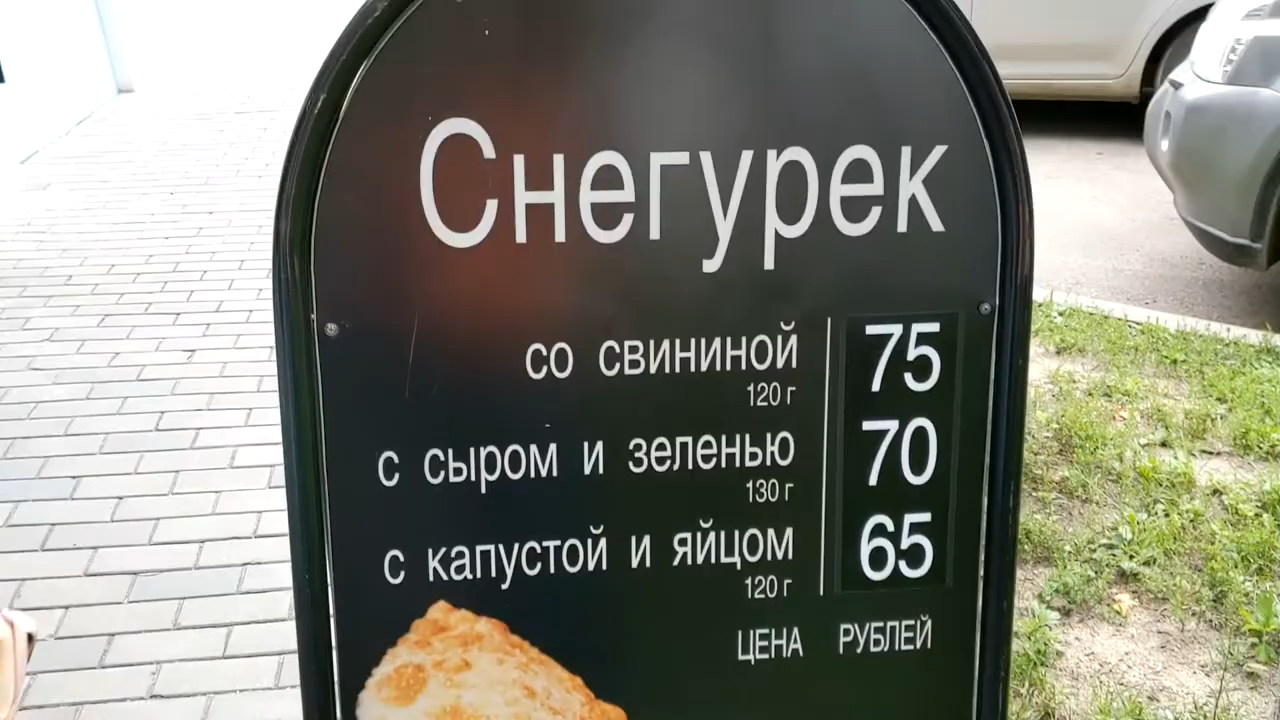 Снегурек
со свининой 75
120 г
с сыром и зеленью 70
130 г
с капустой и яйцом 65
120 г
ЦЕНА РУБЛЕЙ